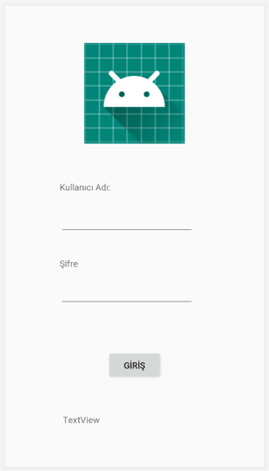 Kullanıcı Adı:
Şifre
GİRİŞ
TextView